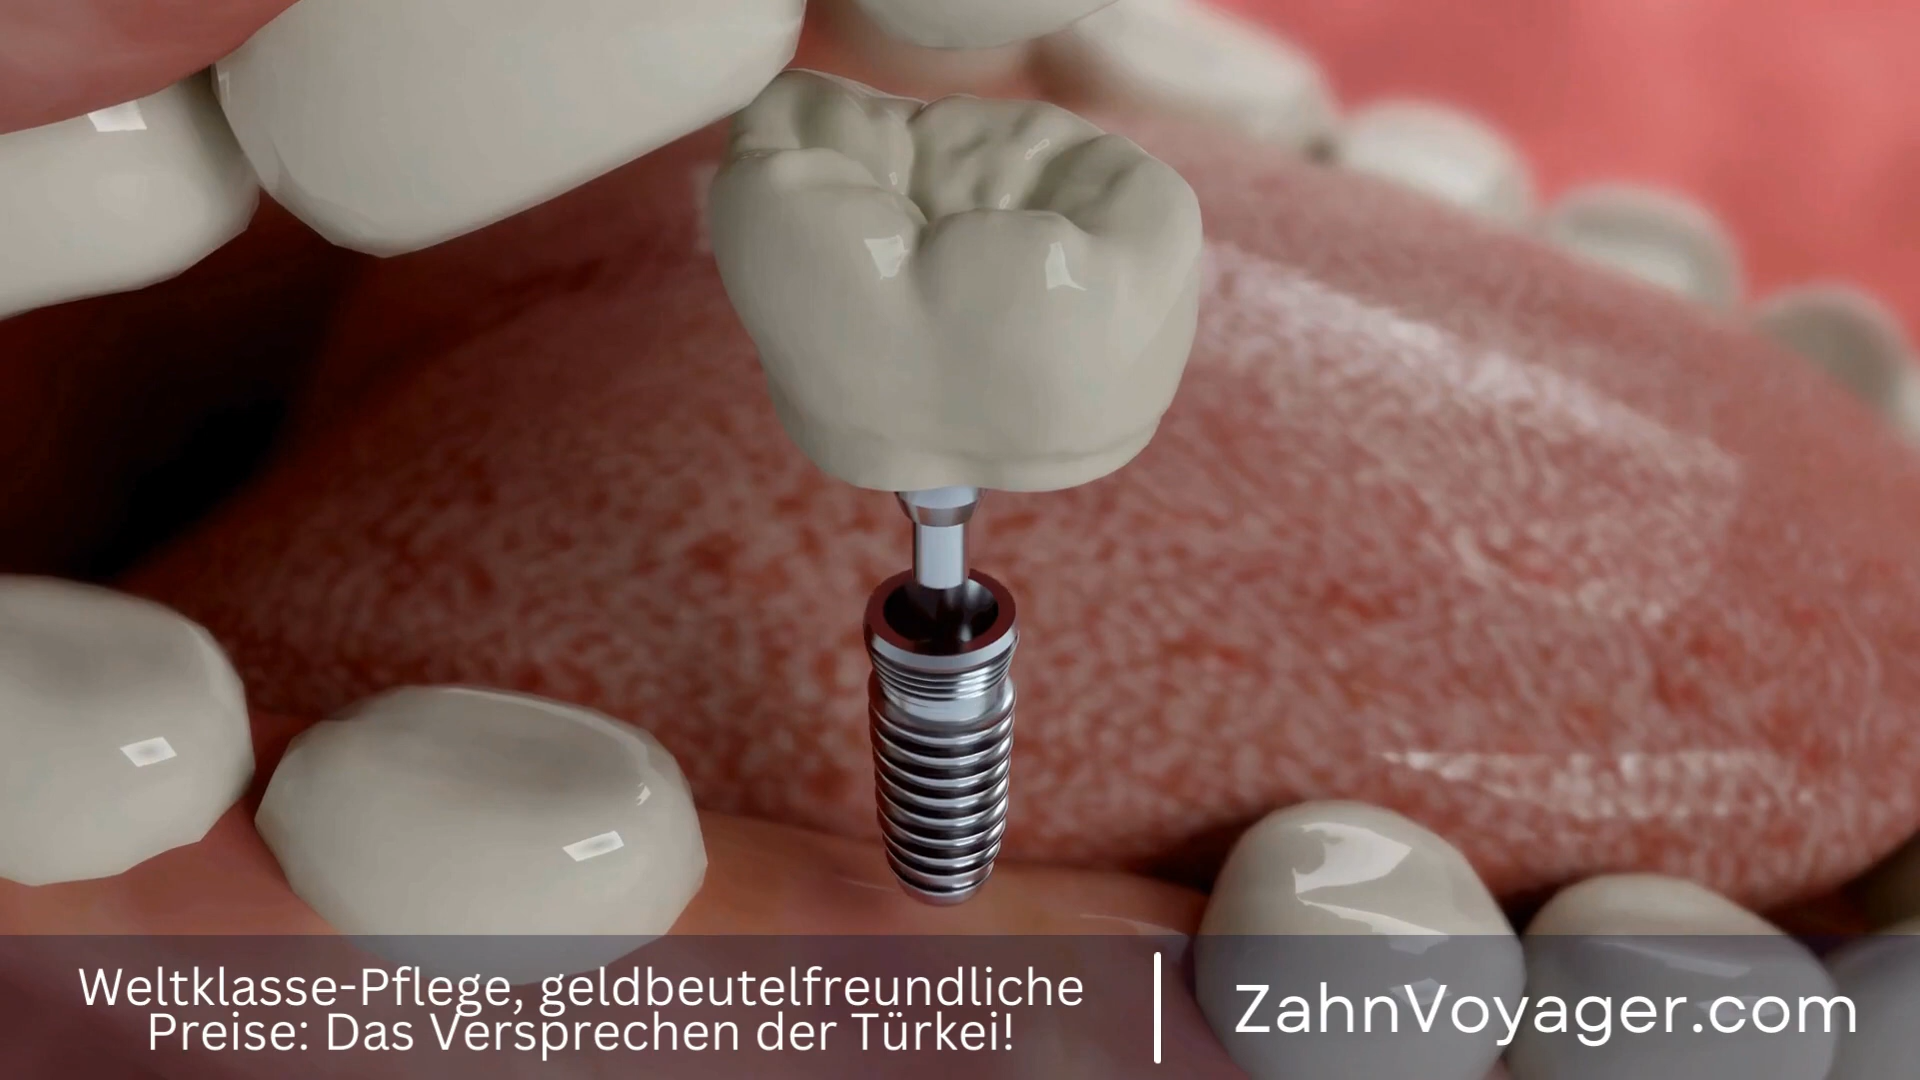 Weltklasse-Pflege, geldbeutelfreundliche
Preise: Das Versprechen der Türkei!
ZahnVoyager.com